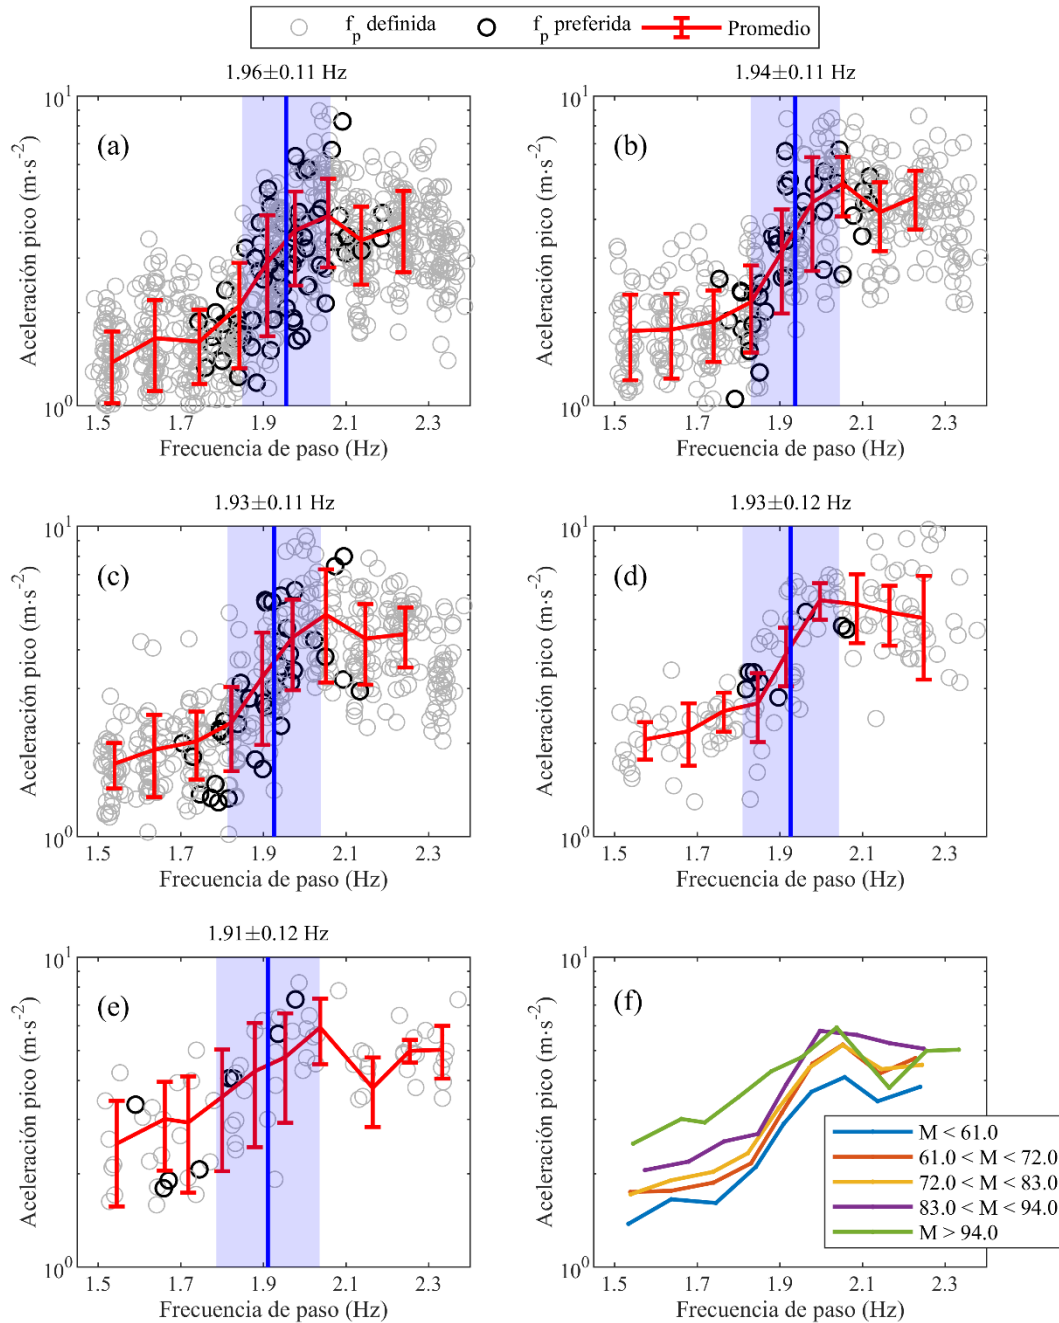 f_p definida f_p preferida Promedio
1.96±0.11 Hz
10^1
(a)
Aceleración pico (m·s^-2)
10^0
1.5 1.7 1.9 2.1 2.3
Frecuencia de paso (Hz)
1.94±0.11 Hz
10^1
(b)
Aceleración pico (m·s^-2)
10^0
1.5 1.7 1.9 2.1 2.3
Frecuencia de paso (Hz)
1.93±0.11 Hz
10^1
(c)
Aceleración pico (m·s^-2)
10^0
1.5 1.7 1.9 2.1 2.3
Frecuencia de paso (Hz)
1.93±0.12 Hz
10^1
(d)
Aceleración pico (m·s^-2)
10^0
1.5 1.7 1.9 2.1 2.3
Frecuencia de paso (Hz)
1.91±0.12 Hz
10^1
(e)
Aceleración pico (m·s^-2)
10^0
1.5 1.7 1.9 2.1 2.3
Frecuencia de paso (Hz)
10^1
(f)
Aceleración pico (m·s^-2)
M < 61.0
61.0 < M < 72.0
72.0 < M < 83.0
83.0 < M < 94.0
M > 94.0
10^0
1.5 1.7 1.9 2.1 2.3
Frecuencia de paso (Hz)